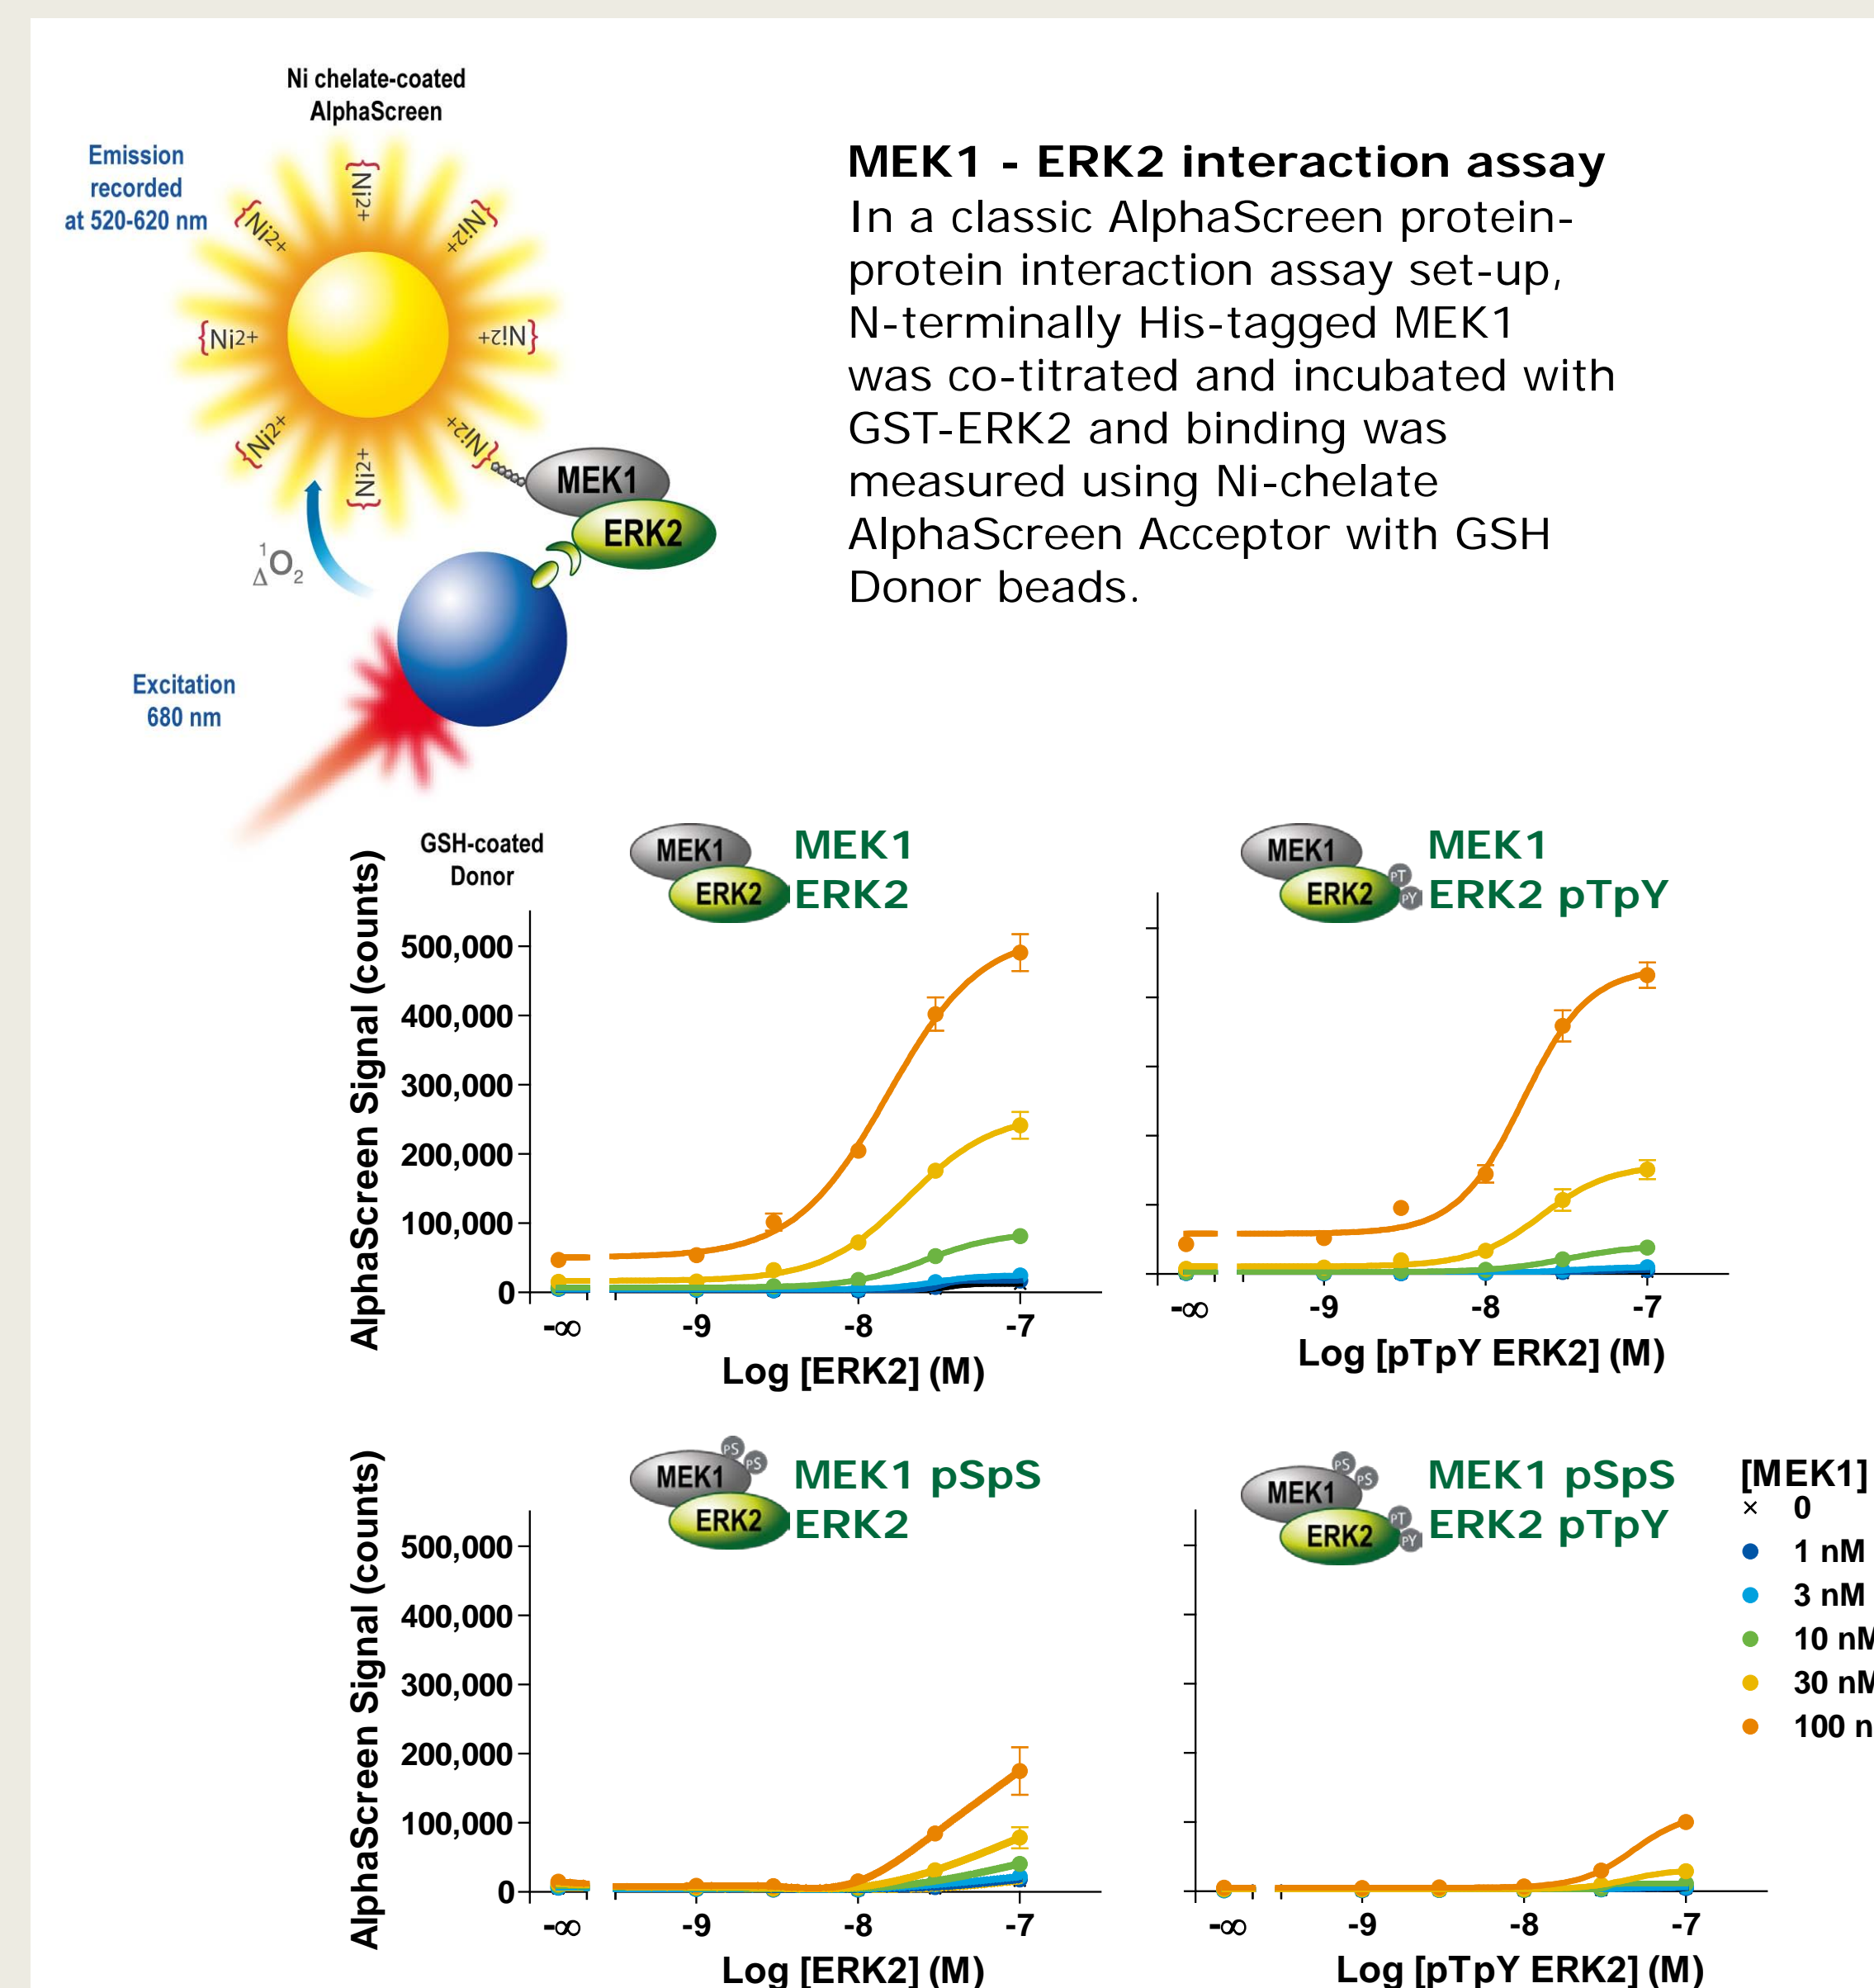 Ni chelate-coated
AlphaScreen
Emission
recorded
at 520-620 nm
{Ni2+
{Ni2+
{Ni2+
{Ni2+
{Ni2+
{Ni2+
{Ni2+
{Ni2+
MEK1
ERK2
1
ΔO2
Excitation
680 nm
GSH-coated
Donor
MEK1 - ERK2 interaction assay
In a classic AlphaScreen protein-
protein interaction assay set-up,
N-terminally His-tagged MEK1
was co-titrated and incubated with
GST-ERK2 and binding was
measured using Ni-chelate
AlphaScreen Acceptor with GSH
Donor beads.
MEK1
ERK2
MEK1
ERK2
AlphaScreen Signal (counts)
500,000
400,000
300,000
200,000
100,000
0
-∞ -9 -8 -7
Log [ERK2] (M)
MEK1
ERK2
PT
PY
MEK1
ERK2 pTpY
-∞ -9 -8 -7
Log [pTpY ERK2] (M)
MEK1
ERK2
PS
PS
MEK1 pSpS
ERK2
AlphaScreen Signal (counts)
500,000
400,000
300,000
200,000
100,000
0
-∞ -9 -8 -7
Log [ERK2] (M)
MEK1
ERK2
PS
PS
PT
PY
MEK1 pSpS
ERK2 pTpY
-∞ -9 -8 -7
Log [pTpY ERK2] (M)
[MEK1]
× 0
1 nM
3 nM
10 nM
30 nM
100 n